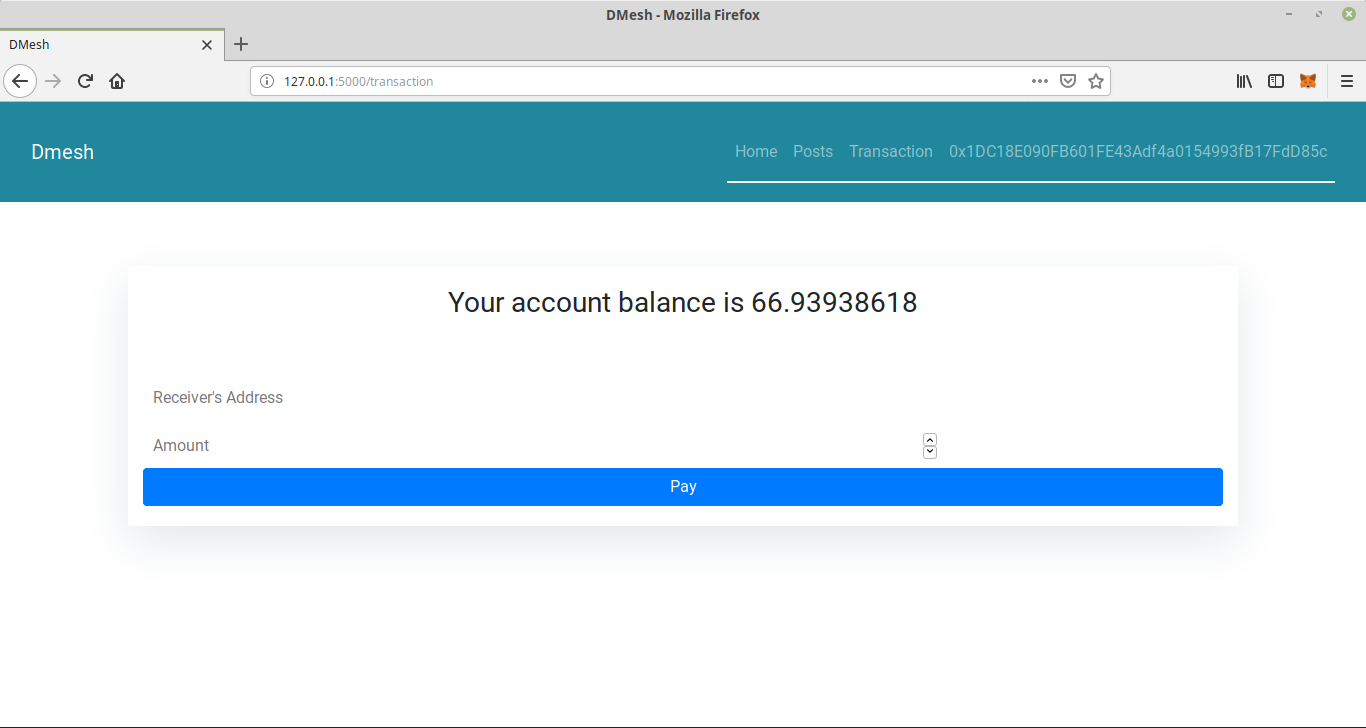 DMesh - Mozilla Firefox
DMesh
127.0.0.1:5000/transaction
Dmesh
Home Posts Transaction 0x1DC18E090FB601FE43Adf4a0154993fB17FdD85c
Your account balance is 66.93938618
Receiver's Address
Amount
Pay